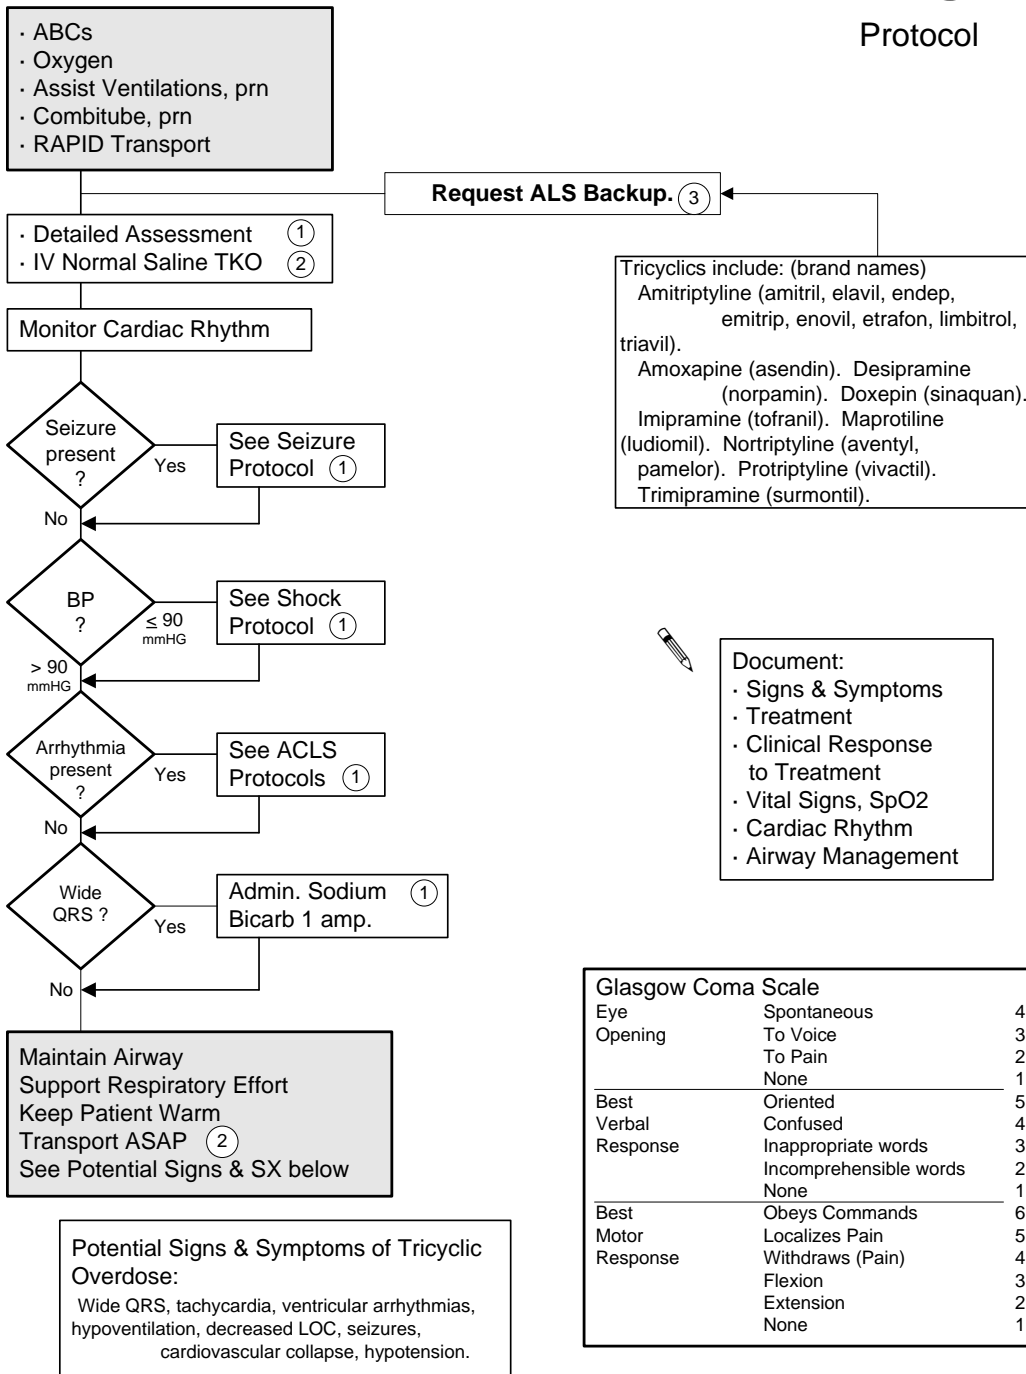 Protocol
· ABCs
· Oxygen
· Assist Ventilations, prn
· Combitube, prn
· RAPID Transport
Request ALS Backup. 3
· Detailed Assessment 1
· IV Normal Saline TKO 2
Monitor Cardiac Rhythm
Tricyclics include: (brand names)
Amitriptyline (amitril, elavil, endep,
emitrip, enovil, etrafon, limbitrol,
triavil).
Amoxapine (asendin). Desipramine
(norpamin). Doxepin (sinaquan).
Imipramine (tofranil). Maprotiline
(ludiomil). Nortriptyline (aventyl,
pamelor). Protriptyline (vivactil).
Trimipramine (surmontil).
Seizure
present
?
Yes
See Seizure
Protocol 1
No
BP
?
≤ 90
mmHG
See Shock
Protocol 1
> 90
mmHG
Arrhythmia
present
?
Yes
See ACLS
Protocols 1
No
Wide
QRS ?
Yes
Admin. Sodium 1
Bicarb 1 amp.
No
Document:
· Signs & Symptoms
· Treatment
· Clinical Response
to Treatment
· Vital Signs, SpO2
· Cardiac Rhythm
· Airway Management
Maintain Airway
Support Respiratory Effort
Keep Patient Warm
Transport ASAP 2
See Potential Signs & SX below
Glasgow Coma Scale
Eye Spontaneous 4
Opening To Voice 3
To Pain 2
None 1
Best Oriented 5
Verbal Confused 4
Response Inappropriate words 3
Incomprehensible words 2
None 1
Best Obeys Commands 6
Motor Localizes Pain 5
Response Withdraws (Pain) 4
Flexion 3
Extension 2
None 1
Potential Signs & Symptoms of Tricyclic
Overdose:
Wide QRS, tachycardia, ventricular arrhythmias,
hypoventilation, decreased LOC, seizures,
cardiovascular collapse, hypotension.